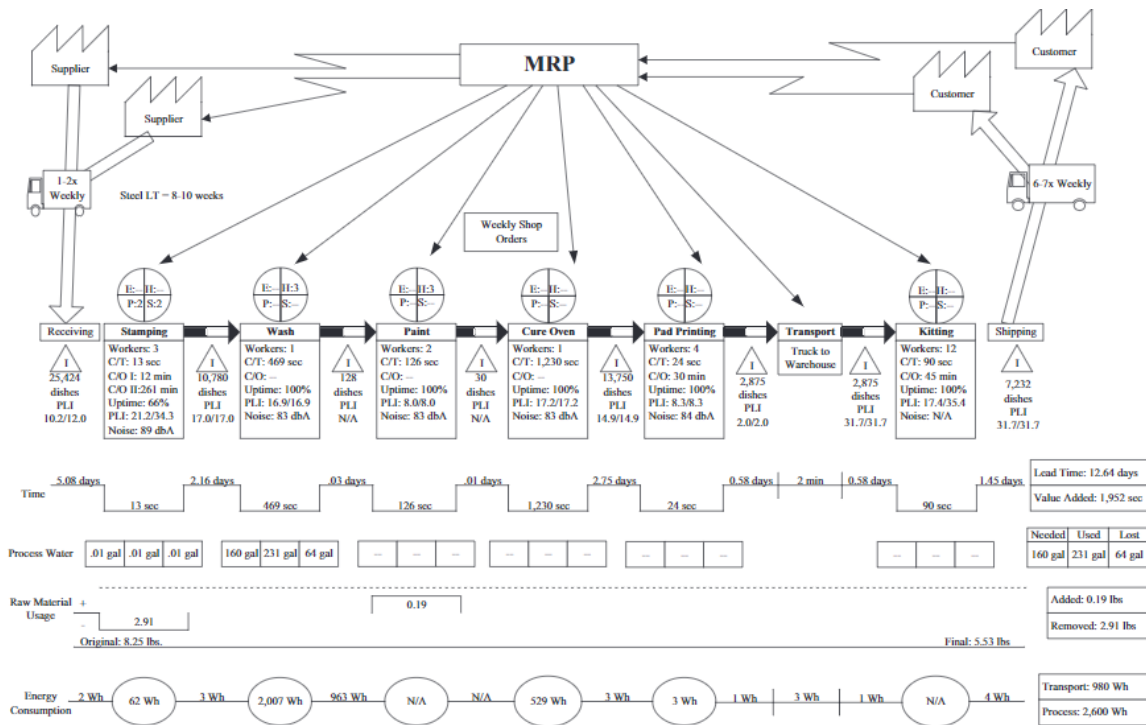 MRP
Supplier
Supplier
Customer
Customer
1-2x
Weekly
Steel LT = 8-10 weeks
6-7x Weekly
Weekly Shop
Orders
E:-- H:--
P:2 S:2
E:-- H:3
P:-- S:--
E:-- H:3
P:-- S:--
E:-- H:--
P:-- S:--
E:-- H:--
P:-- S:--
E:-- H:--
P:-- S:--
Receiving
I
25,424
dishes
PLI
10.2/12.0
Stamping
Workers: 3
C/T: 13 sec
C/O I: 12 min
C/O II:261 min
Uptime: 66%
PLI: 21.2/34.3
Noise: 89 dbA
I
10,780
dishes
PLI
17.0/17.0
Wash
Workers: 1
C/T: 469 sec
C/O: --
Uptime: 100%
PLI: 16.9/16.9
Noise: 83 dbA
I
128
dishes
PLI
N/A
Paint
Workers: 2
C/T: 126 sec
C/O: --
Uptime: 100%
PLI: 8.0/8.0
Noise: 83 dbA
I
30
dishes
PLI
N/A
Cure Oven
Workers: 1
C/T: 1,230 sec
C/O: --
Uptime: 100%
PLI: 17.2/17.2
Noise: 83 dbA
I
13,750
dishes
PLI
14.9/14.9
Pad Printing
Workers: 4
C/T: 24 sec
C/O: 30 min
Uptime: 100%
PLI: 8.3/8.3
Noise: 84 dbA
I
2,875
dishes
PLI
2.0/2.0
Transport
Truck to
Warehouse
I
2,875
dishes
PLI
31.7/31.7
Kitting
Workers: 12
C/T: 90 sec
C/O: 45 min
Uptime: 100%
PLI: 17.4/35.4
Noise: N/A
Shipping
I
7,232
dishes
PLI
31.7/31.7
Time
5.08 days
13 sec
2.16 days
469 sec
.03 days
126 sec
.01 days
1,230 sec
2.75 days
24 sec
0.58 days
2 min
0.58 days
90 sec
1.45 days
Lead Time: 12.64 days
Value Added: 1,952 sec
Process Water
.01 gal .01 gal .01 gal
160 gal 231 gal 64 gal
-- -- --
-- -- --
-- -- --
-- -- --
Needed Used Lost
160 gal 231 gal 64 gal
Raw Material
Usage
+
-
2.91
0.19
Original: 8.25 lbs.
Final: 5.53 lbs
Added: 0.19 lbs
Removed: 2.91 lbs
Energy
Consumption
2 Wh
62 Wh
3 Wh
2,007 Wh
963 Wh
N/A
N/A
529 Wh
3 Wh
3 Wh
1 Wh
3 Wh
1 Wh
N/A
4 Wh
Transport: 980 Wh
Process: 2,600 Wh